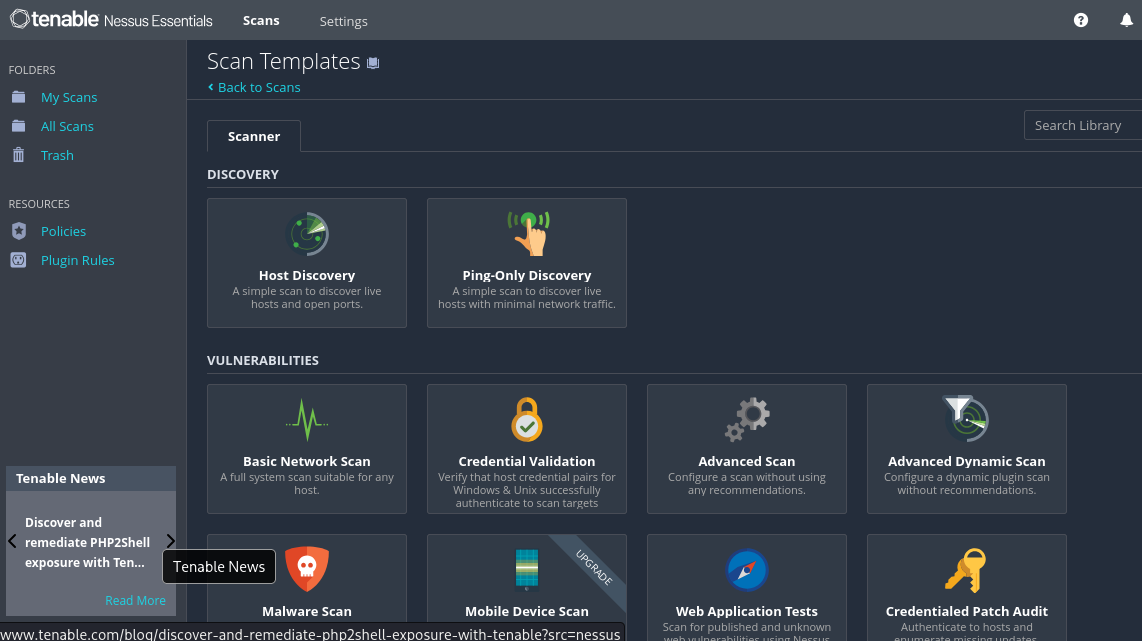 tenable Nessus Essentials Scans Settings
FOLDERS
My Scans
All Scans
Trash
RESOURCES
Policies
Plugin Rules
Tenable News
Discover and
remediate PHP2Shell
exposure with Ten...
Read More
Tenable News
Scan Templates
Back to Scans
Scanner
Search Library
DISCOVERY
Host Discovery
A simple scan to discover live
hosts and open ports.
Ping-Only Discovery
A simple scan to discover live
hosts with minimal network traffic.
VULNERABILITIES
Basic Network Scan
A full system scan suitable for any
host.
Credential Validation
Verify that host credential pairs for
Windows & Unix successfully
authenticate to scan targets
Advanced Scan
Configure a scan without using
any recommendations.
Advanced Dynamic Scan
Configure a dynamic plugin scan
without recommendations.
Malware Scan
UPGRADE
Mobile Device Scan
Web Application Tests
Scan for published and unknown
web vulnerabilities using Nessus
Credentialed Patch Audit
Authenticate to hosts and
enumerate missing updates
www.tenable.com/blog/discover-and-remediate-php2shell-exposure-with-tenable?src=nessus